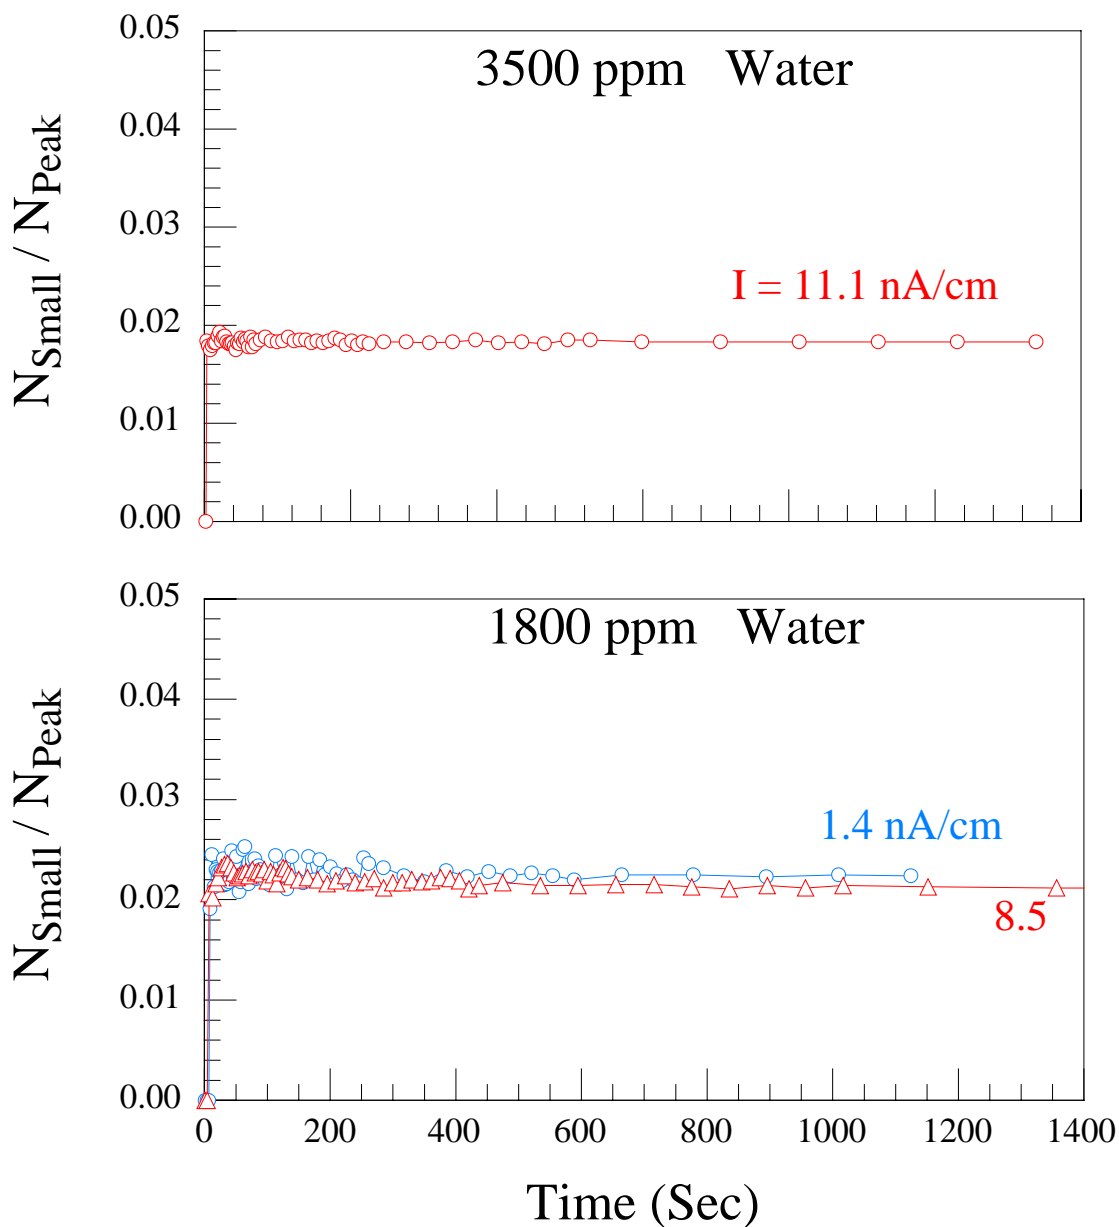 3500 ppm Water
0.05
0.04
0.03
0.02
0.01
0.00
N_Small / N_Peak
I = 11.1 nA/cm
1800 ppm Water
0.05
0.04
0.03
0.02
0.01
0.00
N_Small / N_Peak
1.4 nA/cm
8.5
0 200 400 600 800 1000 1200 1400
Time (Sec)